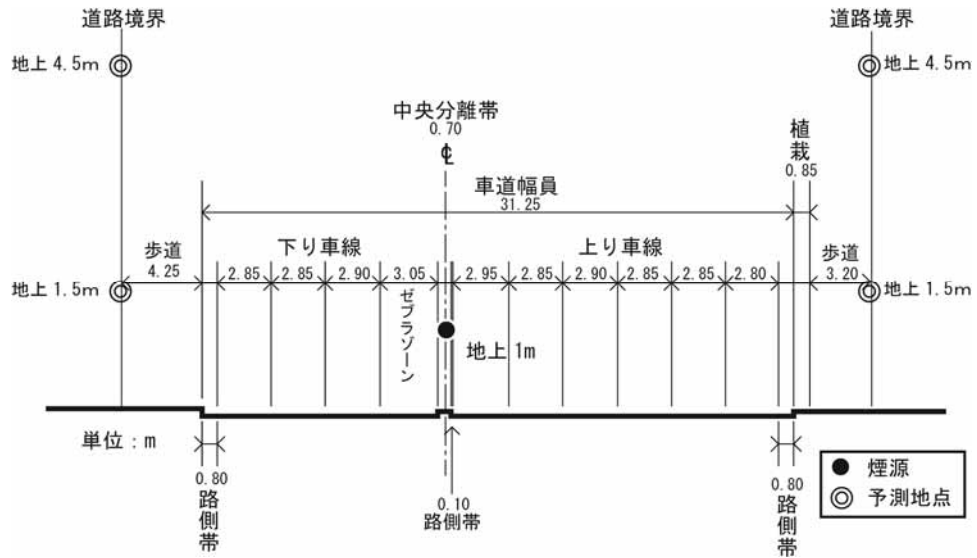 道路境界
道路境界
地上 4.5m
地上 4.5m
中央分離帯
0.70
℄
植栽
0.85
車道幅員
31.25
歩道
4.25
下り車線
上り車線
歩道
3.20
2.85
2.85
2.90
3.05
2.95
2.85
2.90
2.85
2.85
2.80
地上 1.5m
地上 1.5m
ゼブラゾーン
地上 1m
単位：m
0.80
路側帯
0.10
路側帯
0.80
路側帯
煙源
予測地点